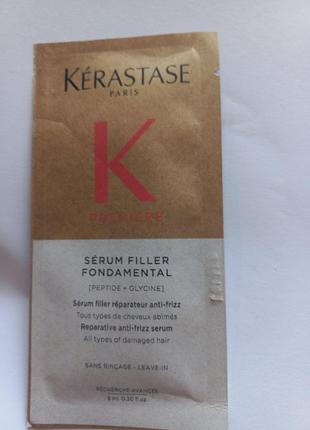 KÉRASTASE
PARIS
K
PREMIÈRE
SÉRUM FILLER
FONDAMENTAL
[PEPTIDE + GLYCINE]
Sérum filler réparateur anti-frizz
Tous types de cheveux abîmés
Reparative anti-frizz serum
All types of damaged hair
SANS RINÇAGE - LEAVE-IN
RECHERCHE AVANCÉE